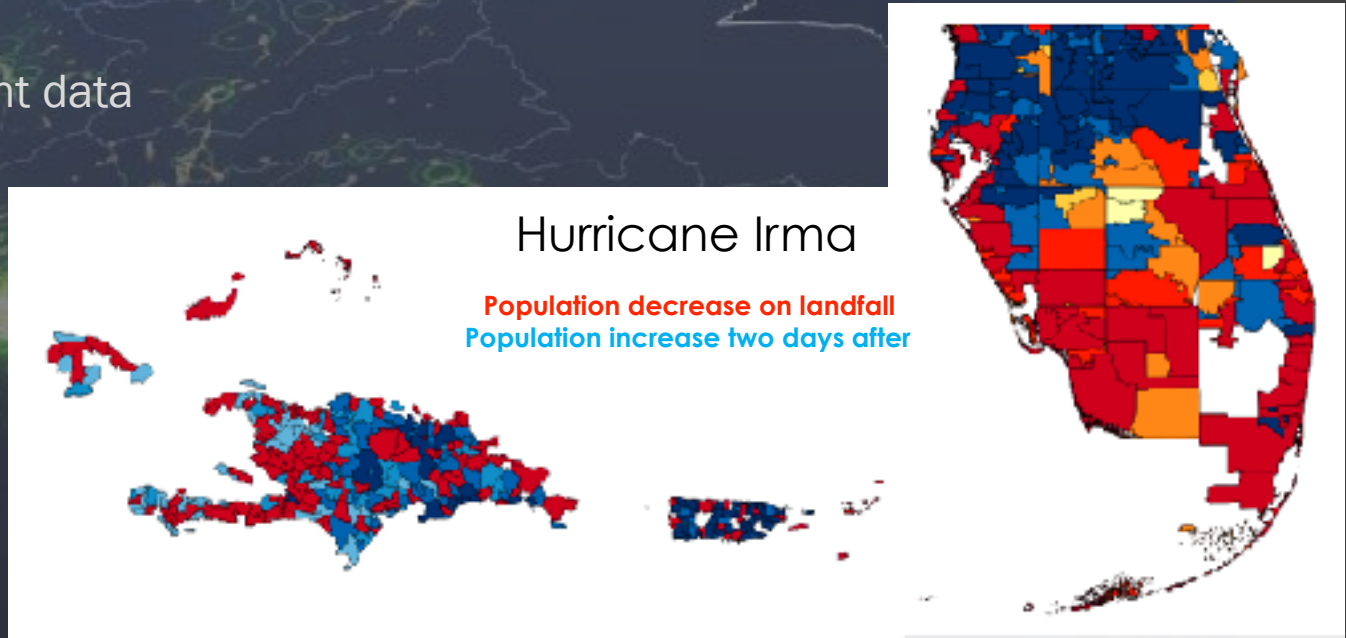 nt data
Hurricane Irma
Population decrease on landfall
Population increase two days after